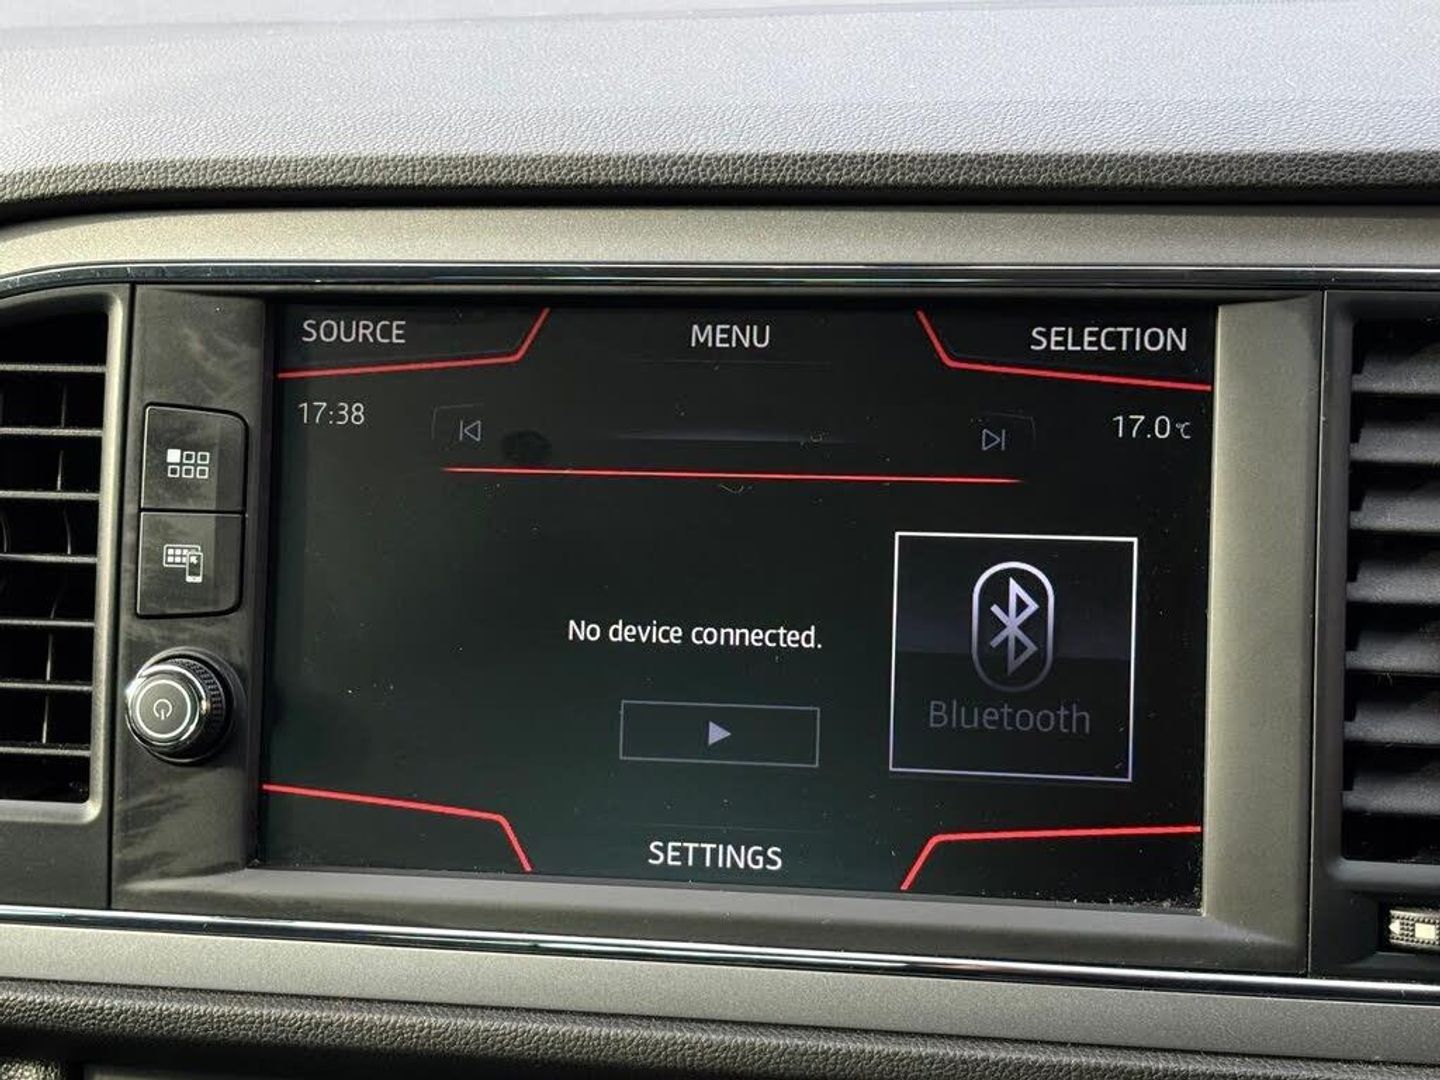 SOURCE
MENU
SELECTION
17:38
17.0°C
No device connected.
Bluetooth
SETTINGS